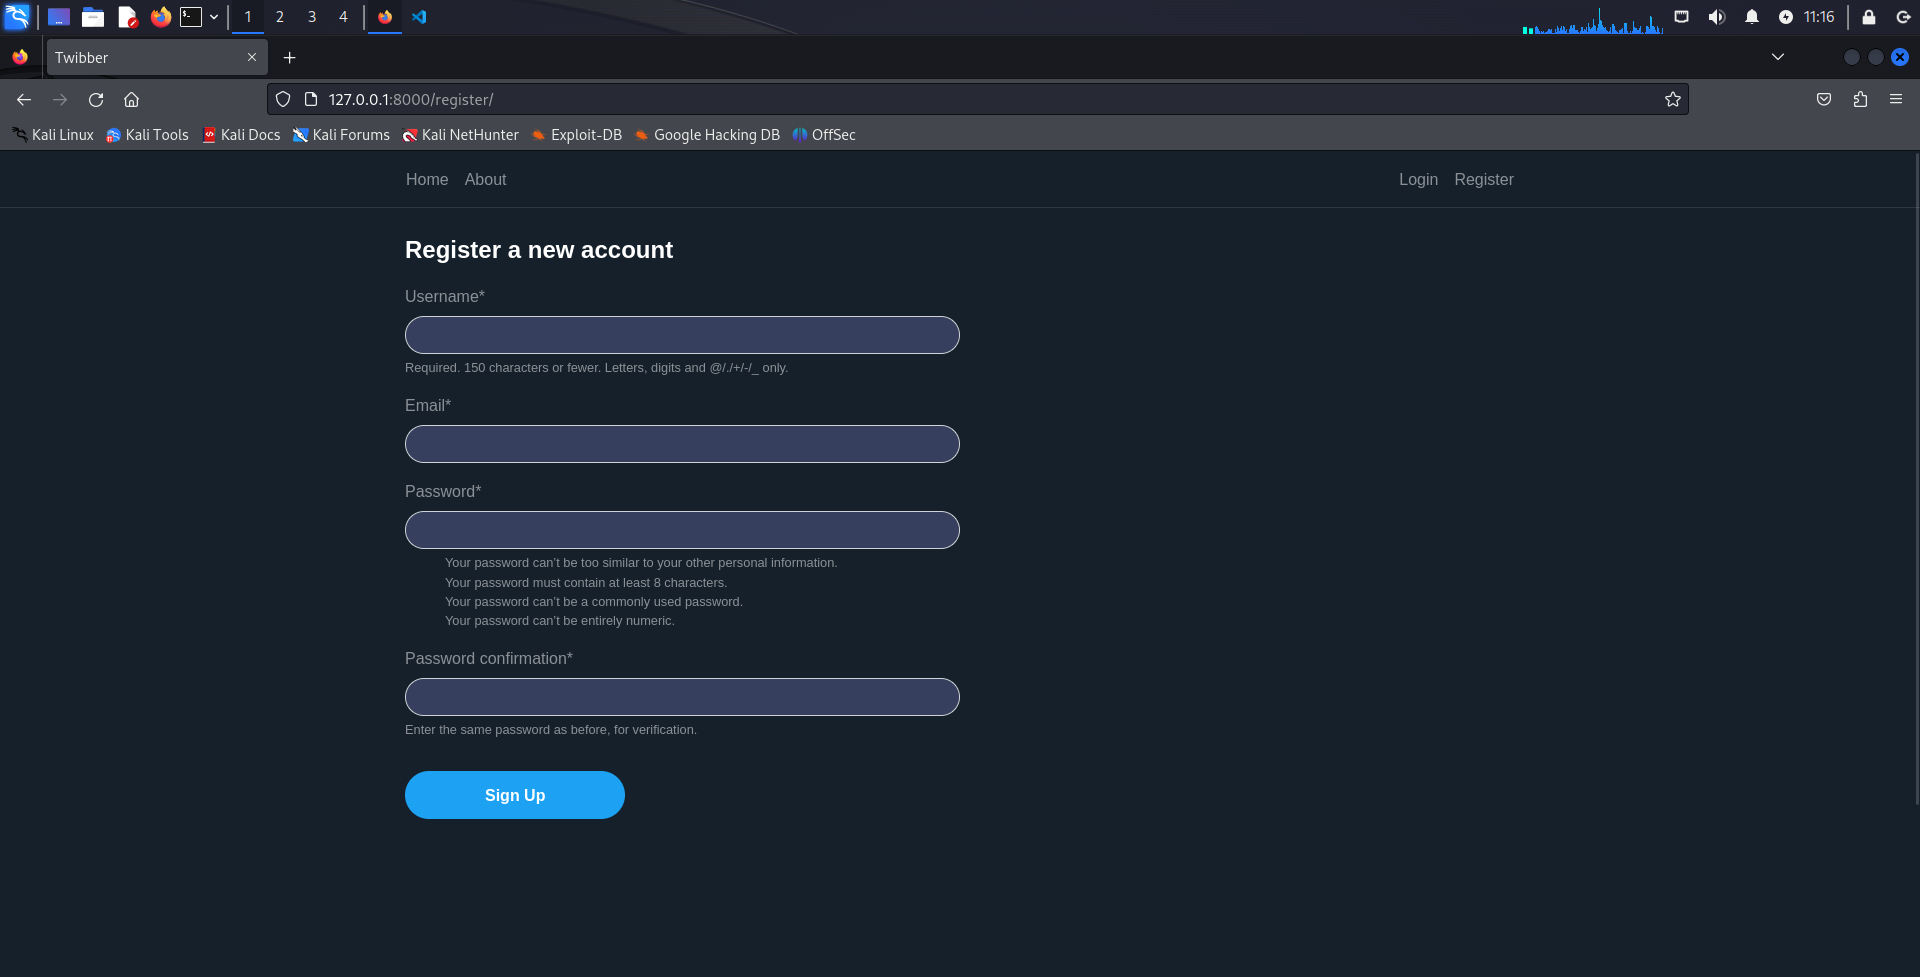 1 2 3 4 11:16
Twibber
127.0.0.1:8000/register/
Kali Linux Kali Tools Kali Docs Kali Forums Kali NetHunter Exploit-DB Google Hacking DB OffSec
Home About Login Register
Register a new account
Username*
Required. 150 characters or fewer. Letters, digits and @/./+/-/_ only.
Email*
Password*
Your password can’t be too similar to your other personal information.
Your password must contain at least 8 characters.
Your password can’t be a commonly used password.
Your password can’t be entirely numeric.
Password confirmation*
Enter the same password as before, for verification.
Sign Up